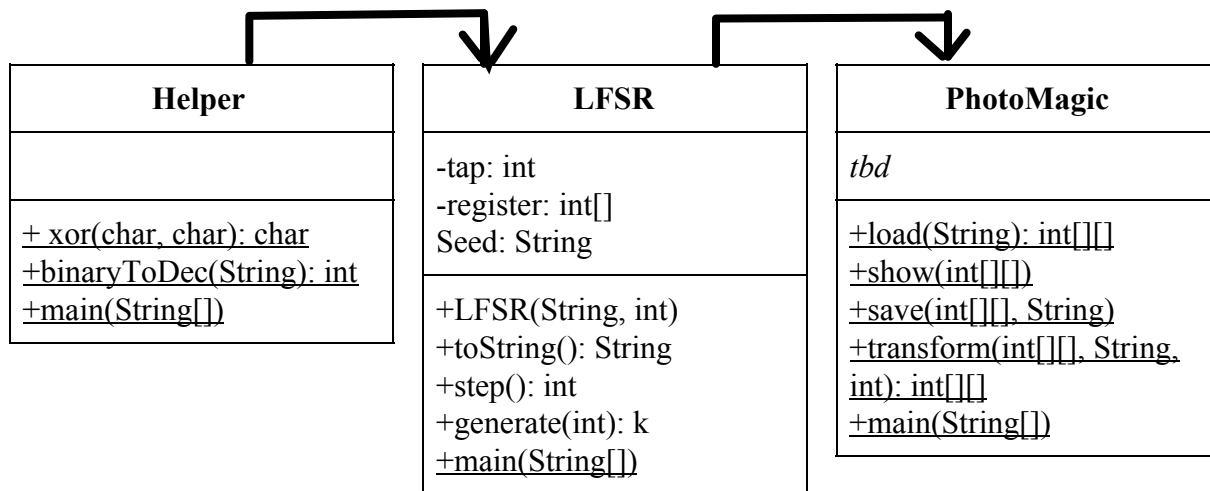 Helper
+ xor(char, char): char
+binaryToDec(String): int
+main(String[])
LFSR
-tap: int
-register: int[]
Seed: String
+LFSR(String, int)
+toString(): String
+step(): int
+generate(int): k
+main(String[])
PhotoMagic
tbd
+load(String): int[][]
+show(int[][])
+save(int[][], String)
+transform(int[][], String,
int): int[][]
+main(String[])